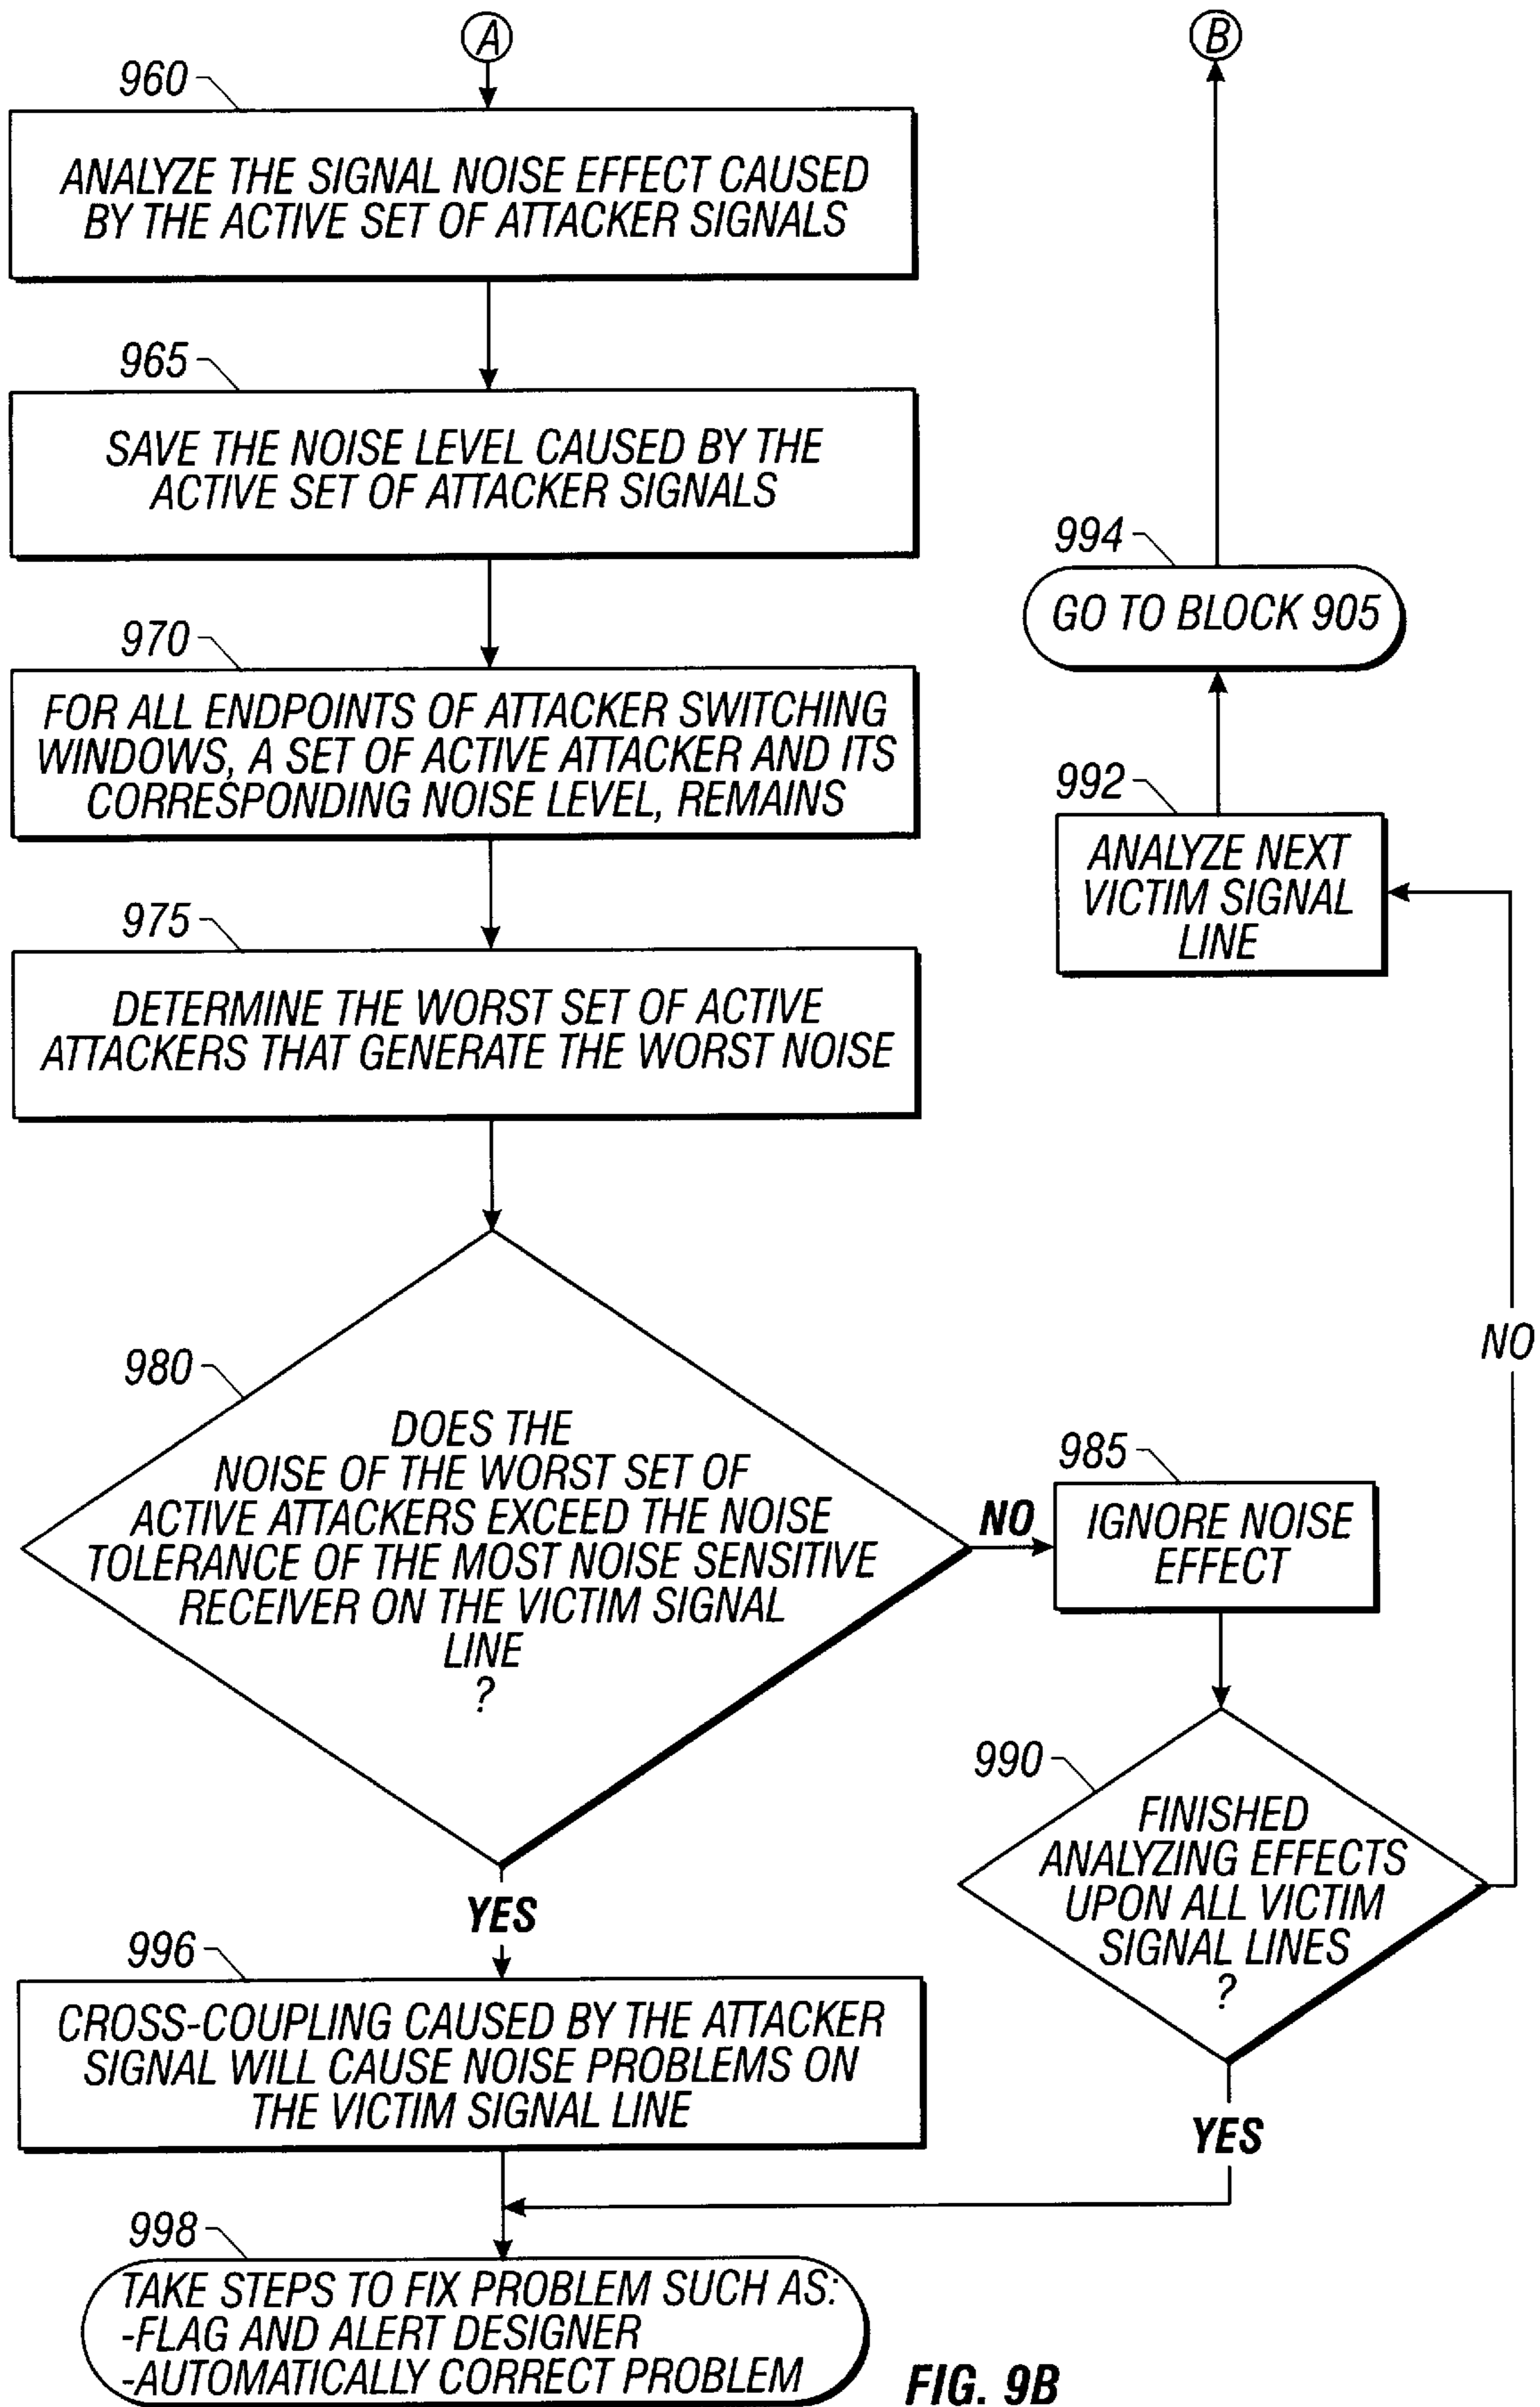 A
960
ANALYZE THE SIGNAL NOISE EFFECT CAUSED
BY THE ACTIVE SET OF ATTACKER SIGNALS
965
SAVE THE NOISE LEVEL CAUSED BY THE
ACTIVE SET OF ATTACKER SIGNALS
970
FOR ALL ENDPOINTS OF ATTACKER SWITCHING
WINDOWS, A SET OF ACTIVE ATTACKER AND ITS
CORRESPONDING NOISE LEVEL, REMAINS
975
DETERMINE THE WORST SET OF ACTIVE
ATTACKERS THAT GENERATE THE WORST NOISE
980
DOES THE
NOISE OF THE WORST SET OF
ACTIVE ATTACKERS EXCEED THE NOISE
TOLERANCE OF THE MOST NOISE SENSITIVE
RECEIVER ON THE VICTIM SIGNAL
LINE
?
YES
996
CROSS-COUPLING CAUSED BY THE ATTACKER
SIGNAL WILL CAUSE NOISE PROBLEMS ON
THE VICTIM SIGNAL LINE
998
TAKE STEPS TO FIX PROBLEM SUCH AS:
-FLAG AND ALERT DESIGNER
-AUTOMATICALLY CORRECT PROBLEM
B
994
GO TO BLOCK 905
992
ANALYZE NEXT
VICTIM SIGNAL
LINE
NO
NO
985
IGNORE NOISE
EFFECT
990
FINISHED
ANALYZING EFFECTS
UPON ALL VICTIM
SIGNAL LINES
?
YES
FIG. 9B